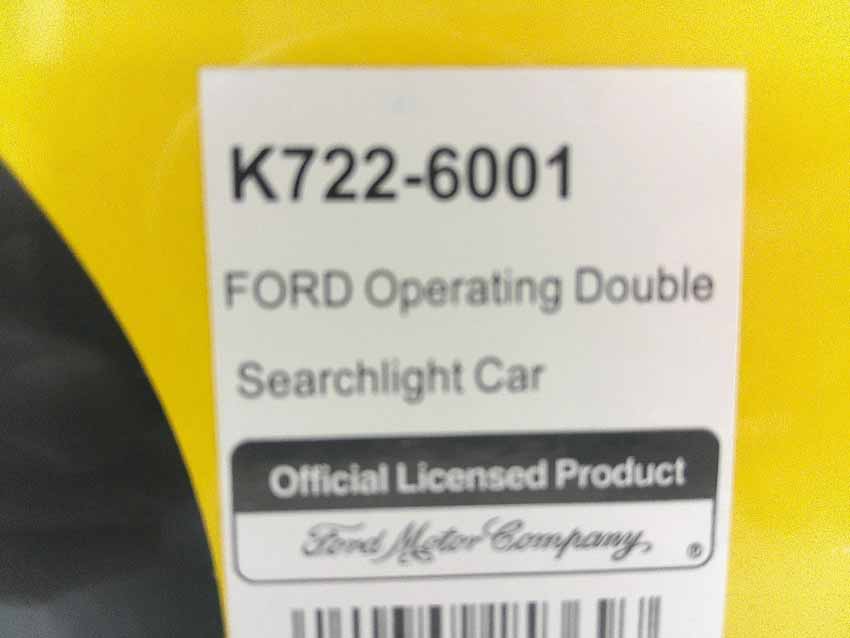 K722-6001
FORD Operating Double
Searchlight Car
Official Licensed Product
Ford Motor Company ®